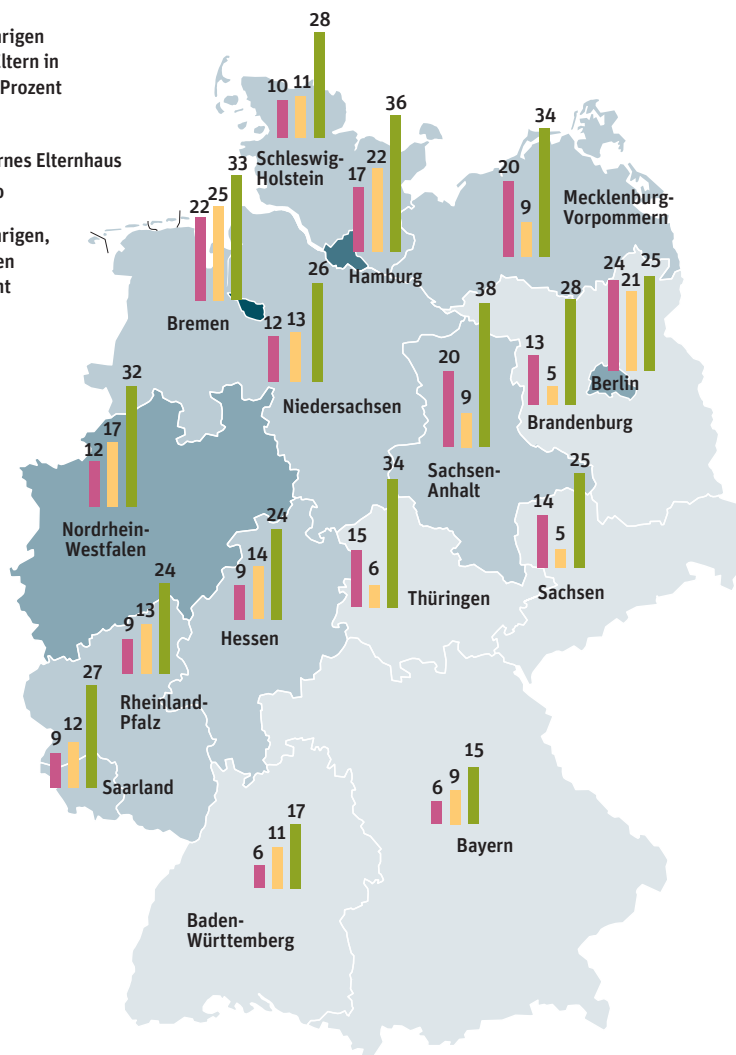 hrigen
Eltern in
Prozent
rnes Elternhaus
hrigen,
en
nt
28
10 11
Schleswig-
Holstein
36
22
17
Hamburg
34
20
9
Mecklenburg-
Vorpommern
33
25
22
Bremen
26
12 13
Niedersachsen
38
20
9
Sachsen-
Anhalt
28
13
5
Brandenburg
25
24
21
Berlin
32
17
12
Nordrhein-
Westfalen
24
14
9
Hessen
34
15
6
Thüringen
25
14
5
Sachsen
24
13
9
Rheinland-
Pfalz
27
12
9
Saarland
17
11
6
Baden-
Württemberg
15
9
6
Bayern